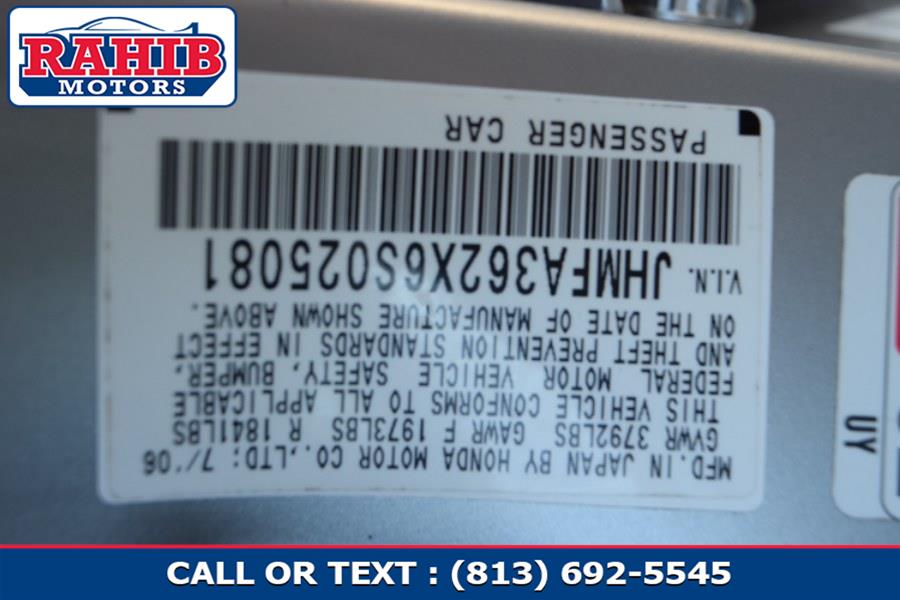 RAHIB
MOTORS
MFD.IN JAPAN BY HONDA MOTOR CO.,LTD: 7/'06
GVWR 3792LBS GAWR F 1973LBS R 1841LBS
THIS VEHICLE CONFORMS TO ALL APPLICABLE
FEDERAL MOTOR VEHICLE SAFETY, BUMPER,
AND THEFT PREVENTION STANDARDS IN EFFECT
ON THE DATE OF MANUFACTURE SHOWN ABOVE.
V.I.N. JHMFA362X6S025081
PASSENGER CAR
UY
CALL OR TEXT : (813) 692-5545